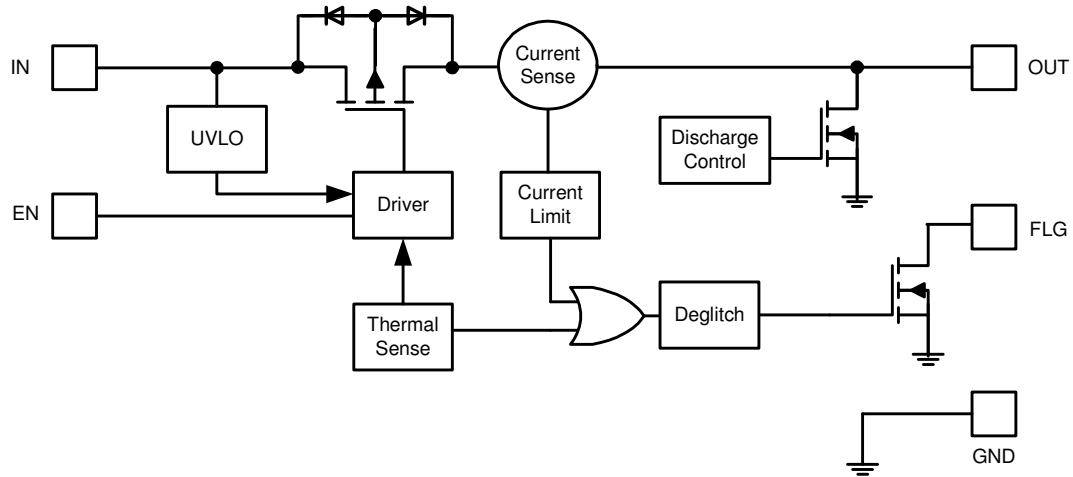 IN
Current
Sense
OUT
UVLO
Discharge
Control
EN
Driver
Current
Limit
FLG
Thermal
Sense
Deglitch
GND